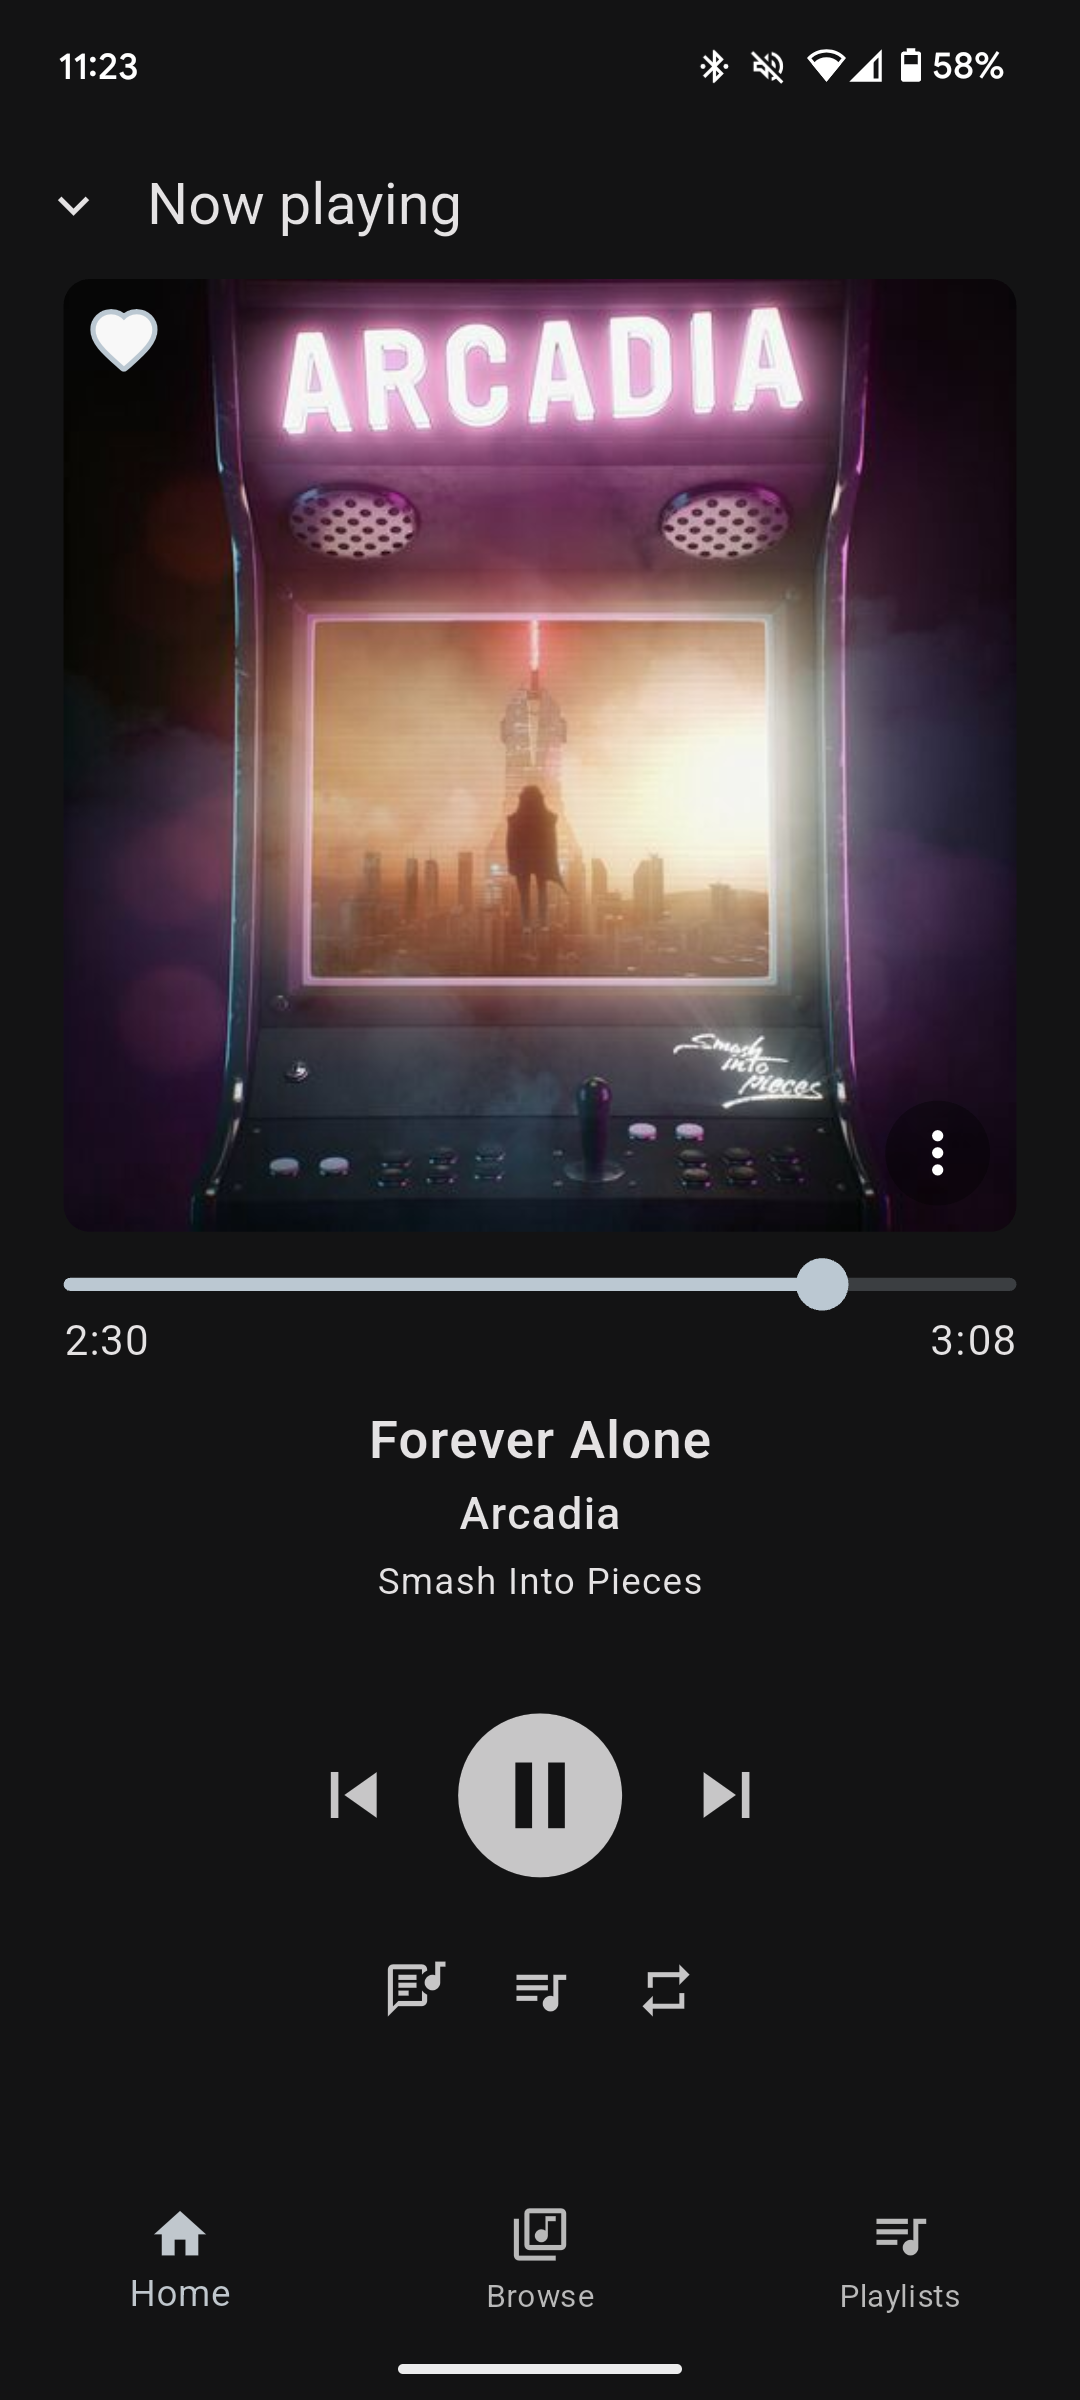 11:23 58%
Now playing
ARCADIA
Smash
into
pieces
2:30 3:08
Forever Alone
Arcadia
Smash Into Pieces
Home Browse Playlists